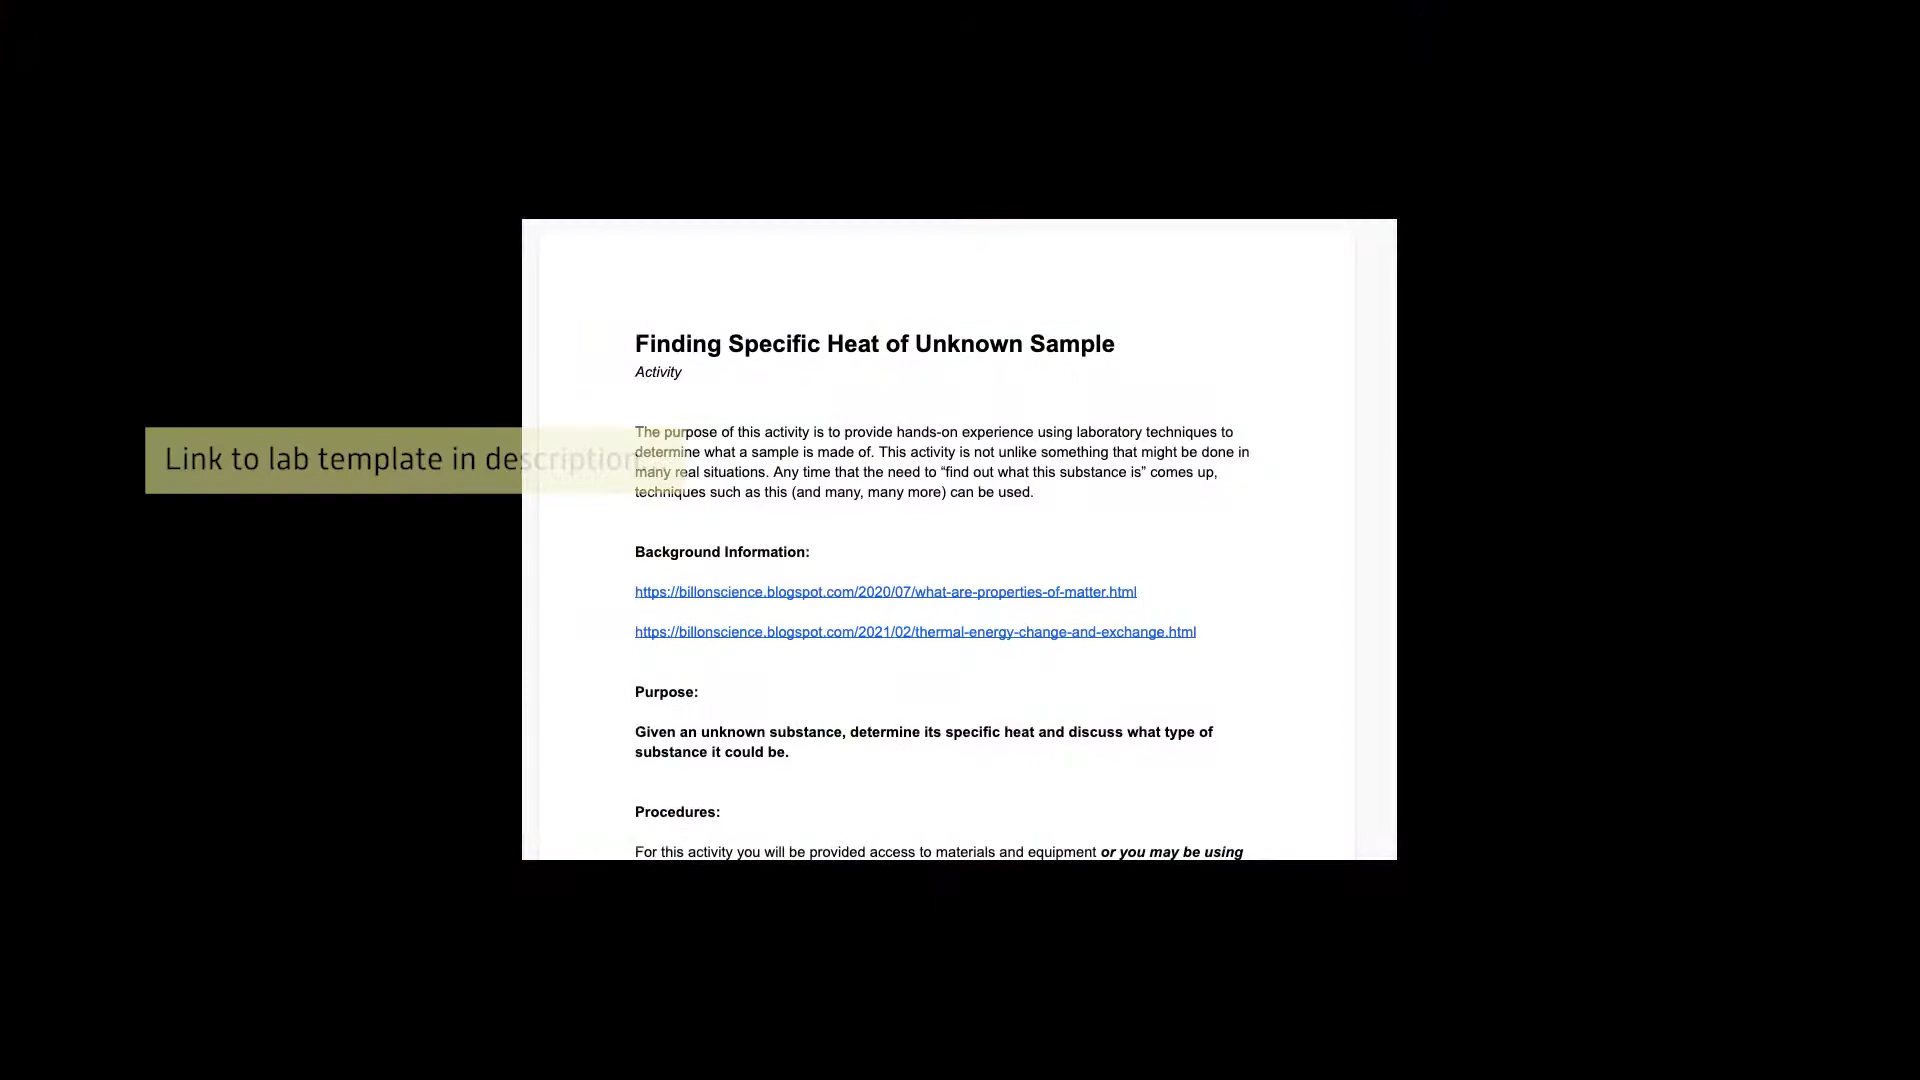 Finding Specific Heat of Unknown Sample
Activity
Link to lab template in description
The purpose of this activity is to provide hands-on experience using laboratory techniques to
determine what a sample is made of. This activity is not unlike something that might be done in
many real situations. Any time that the need to “find out what this substance is” comes up,
techniques such as this (and many, many more) can be used.
Background Information:
https://billonscience.blogspot.com/2020/07/what-are-properties-of-matter.html
https://billonscience.blogspot.com/2021/02/thermal-energy-change-and-exchange.html
Purpose:
Given an unknown substance, determine its specific heat and discuss what type of
substance it could be.
Procedures:
For this activity you will be provided access to materials and equipment or you may be using